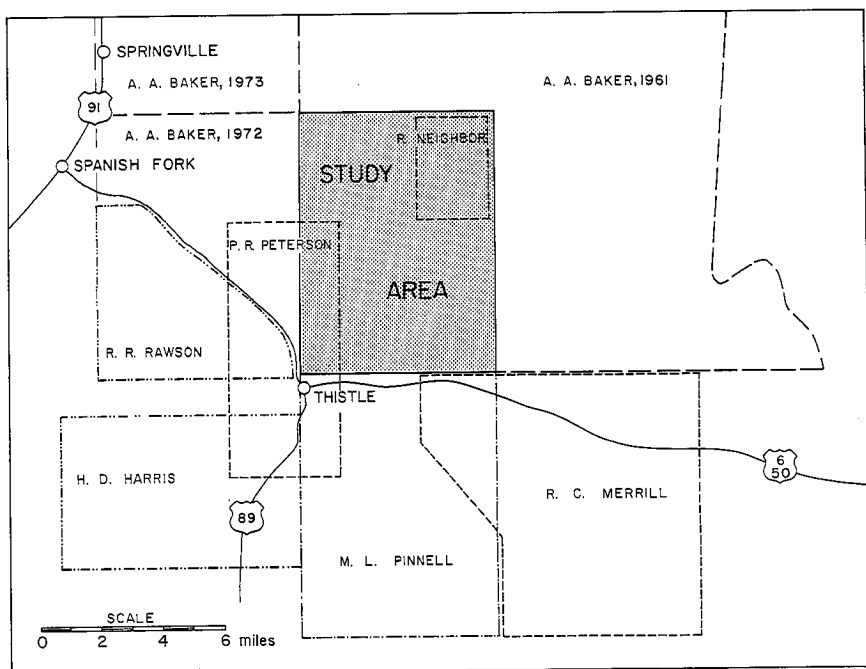 SPRINGVILLE
A. A. BAKER, 1973
A. A. BAKER, 1961
91
A. A. BAKER, 1972
R. NEIGHBOR
SPANISH FORK
STUDY
P. R. PETERSON
AREA
R. R. RAWSON
THISTLE
H. D. HARRIS
6
50
R. C. MERRILL
89
M. L. PINNELL
SCALE
0 2 4 6 miles